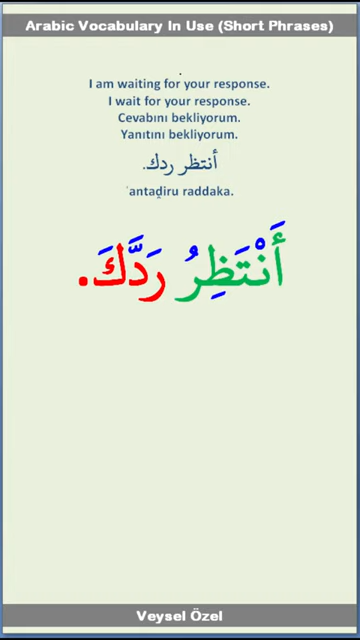 Arabic Vocabulary In Use (Short Phrases)
I am waiting for your response.
I wait for your response.
Cevabını bekliyorum.
Yanıtını bekliyorum.
أنتظر ردك.
ʾantaḏiru raddaka.
أَنْتَظِرُ رَدَّكَ.
Veysel Özel